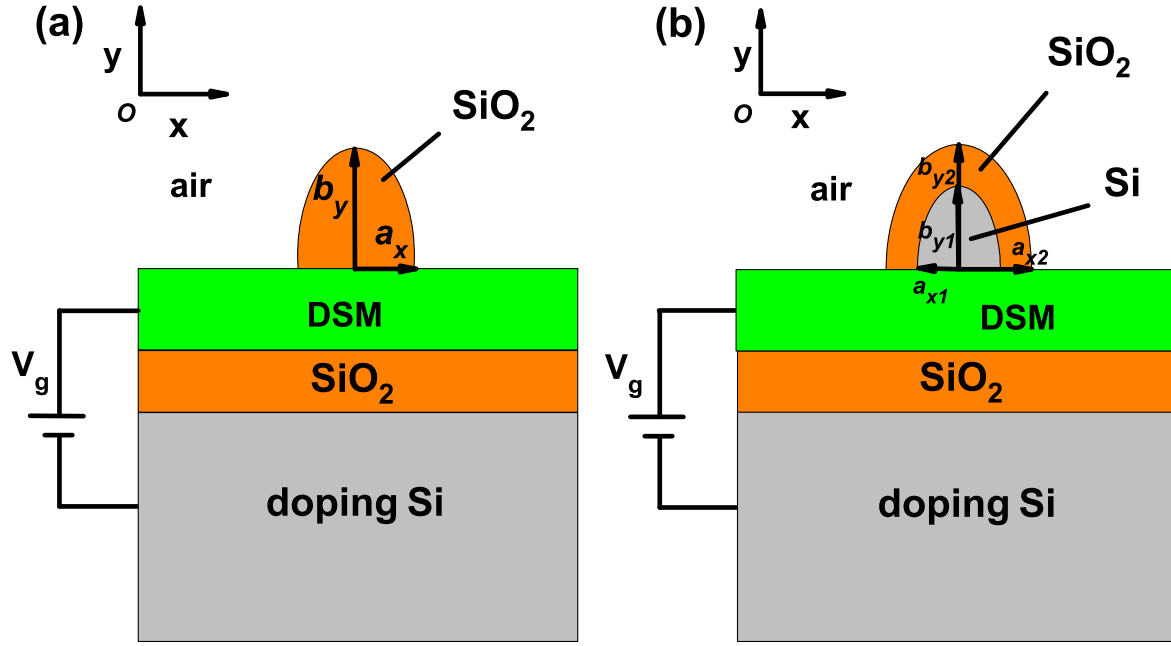 (a)
y
o
x
SiO2
air
by
ax
DSM
SiO2
Vg
doping Si
(b)
y
o
x
SiO2
Si
air
by2
by1
ax2
ax1
DSM
SiO2
Vg
doping Si